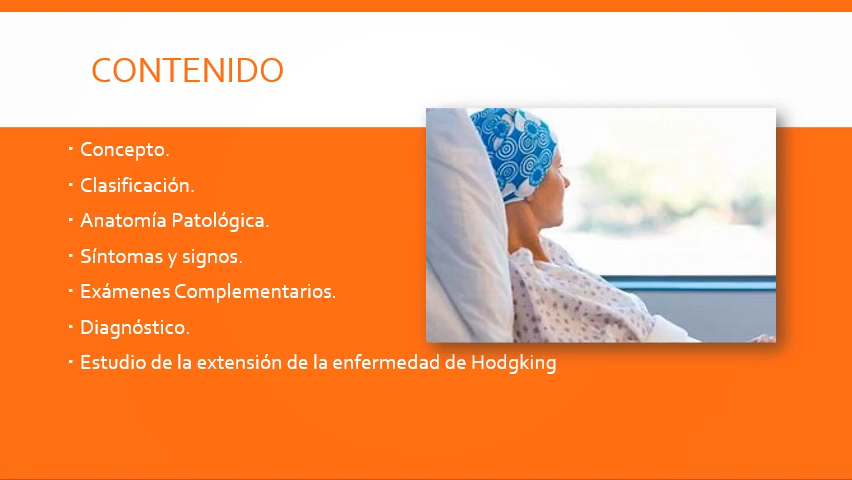 CONTENIDO
▪ Concepto.
▪ Clasificación.
▪ Anatomía Patológica.
▪ Síntomas y signos.
▪ Exámenes Complementarios.
▪ Diagnóstico.
▪ Estudio de la extensión de la enfermedad de Hodgking